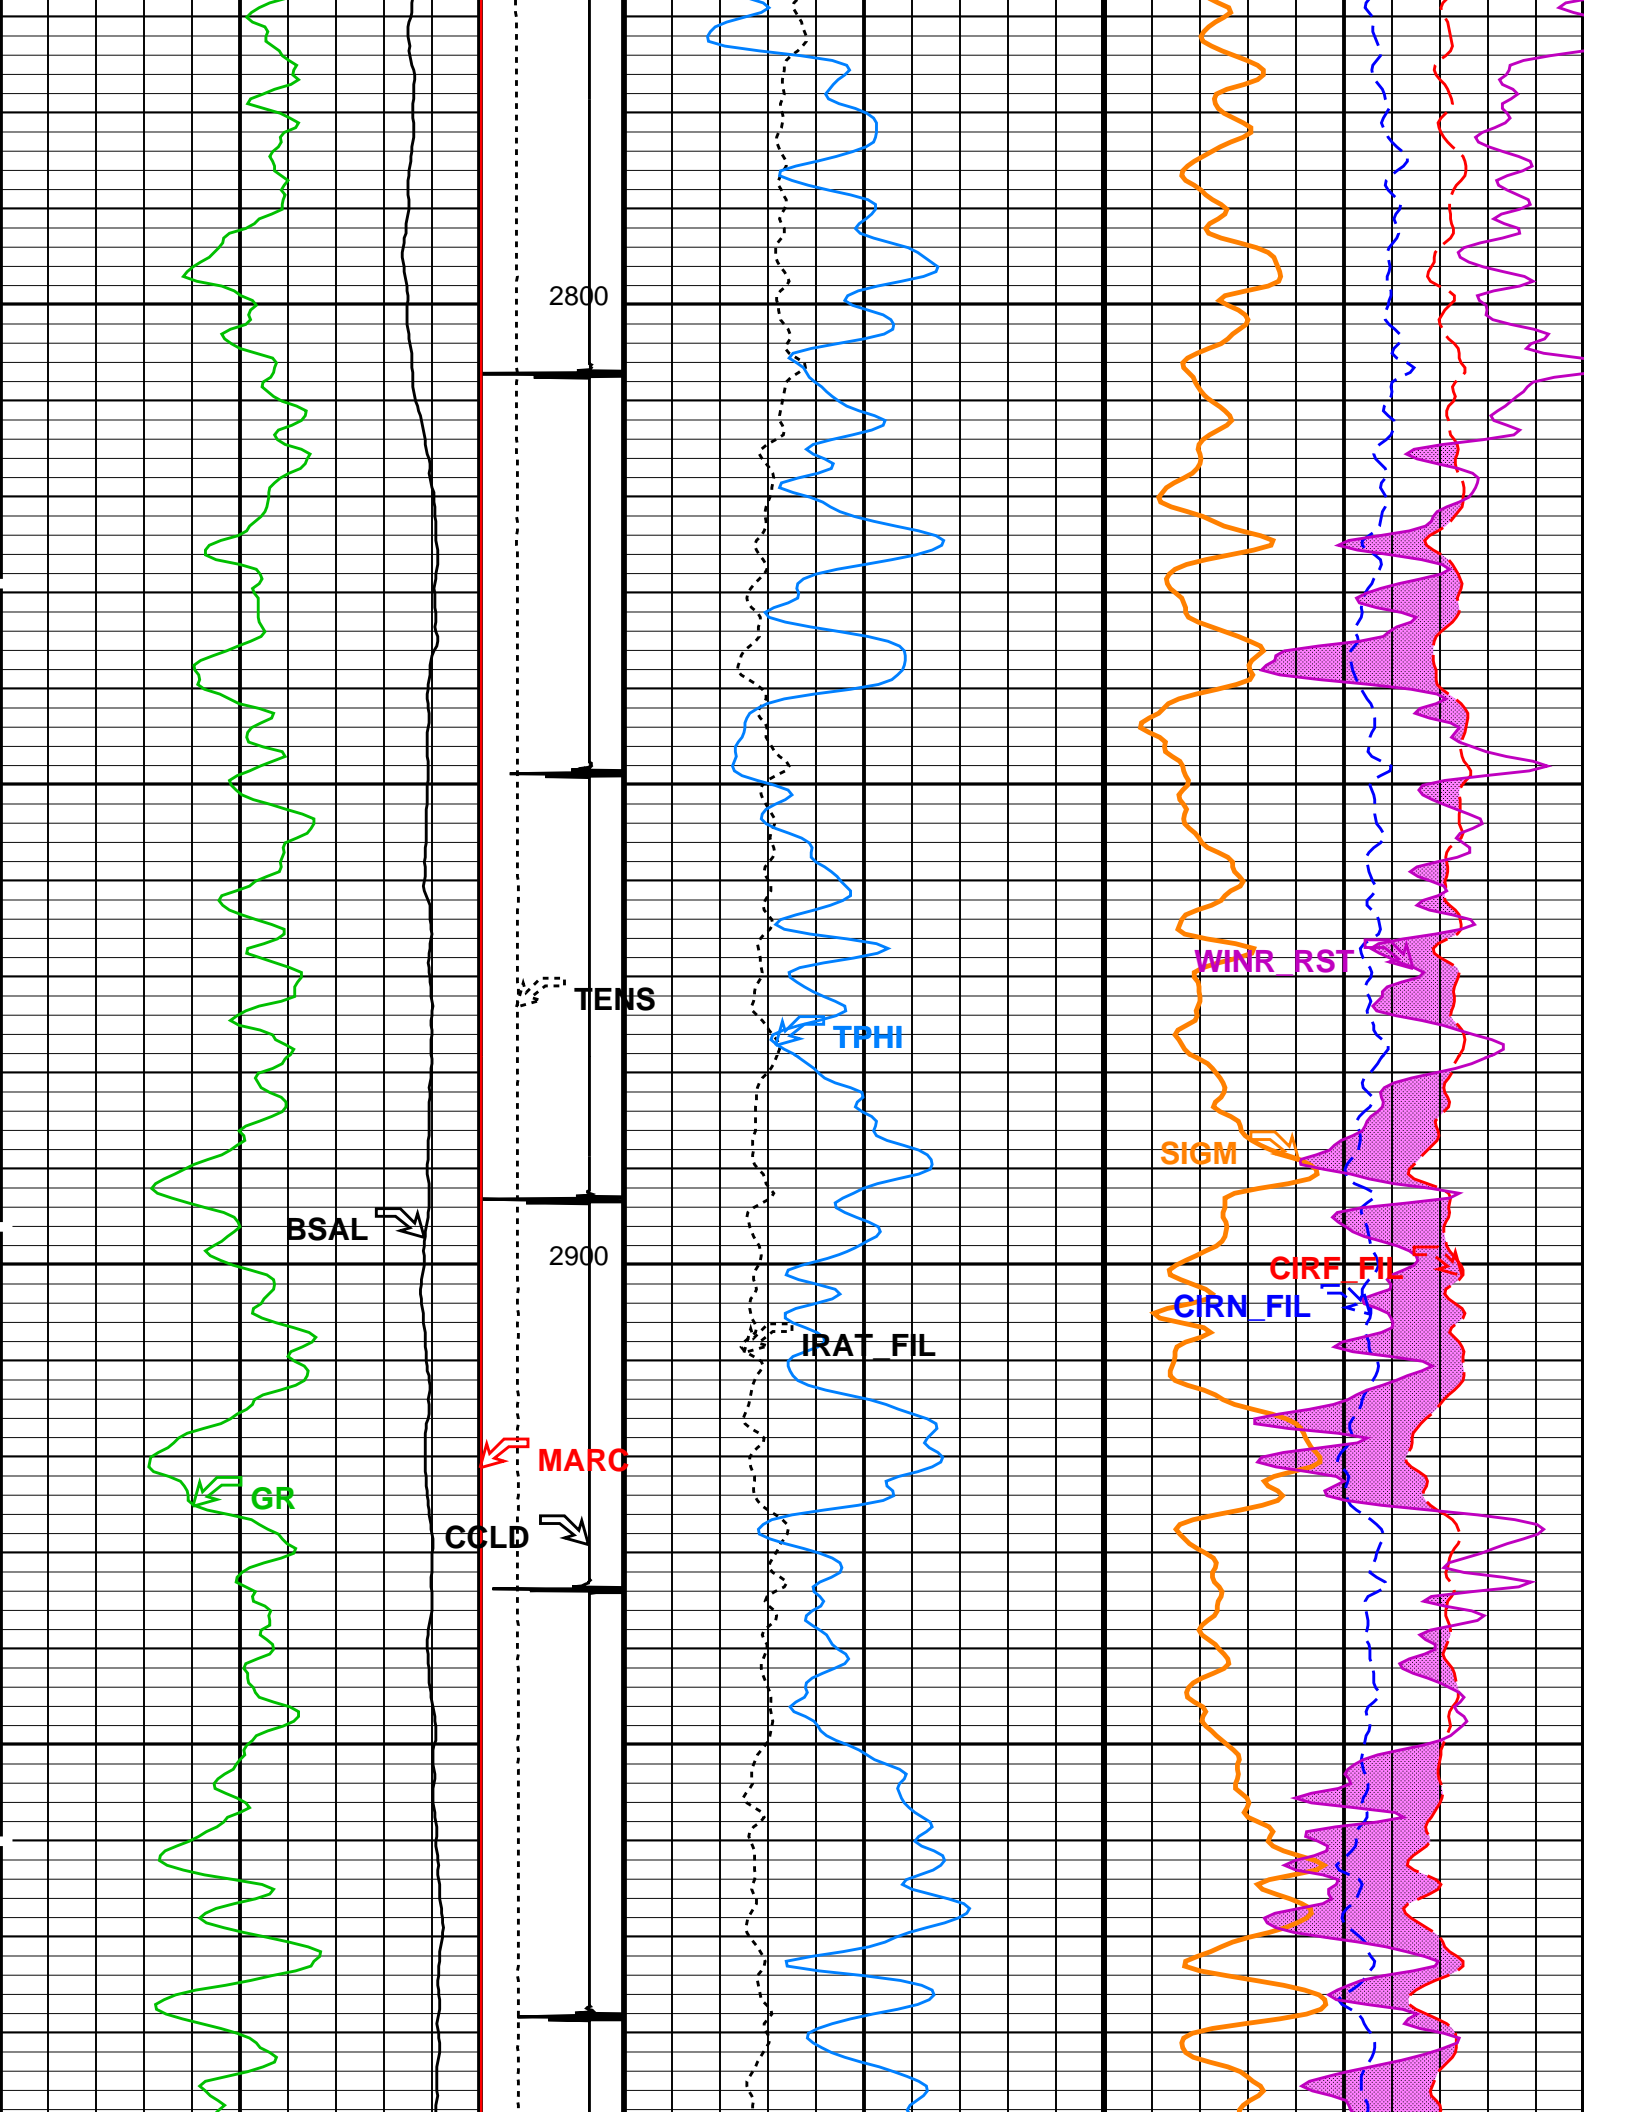 2800
WINR_RST
TENS
TPHI
SIGM
BSAL
2900
CIRF_FIL
CIRN_FIL
IRAT_FIL
MARC
GR
CCLD